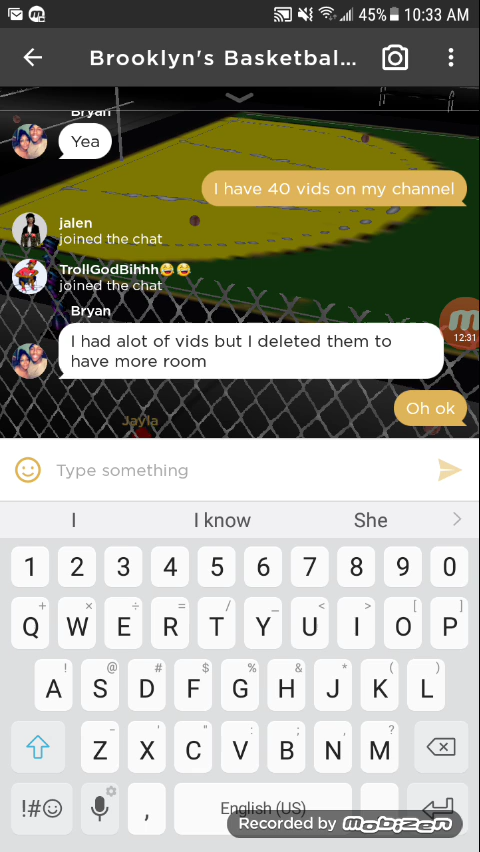 45% 10:33 AM
Brooklyn's Basketbal...
Bryan
Yea
I have 40 vids on my channel
jalen
joined the chat
TrollGodBihhh😜😜
joined the chat
Bryan
I had alot of vids but I deleted them to
have more room
12:31
Oh ok
Jayla
Type something
I I know She
1 2 3 4 5 6 7 8 9 0
+ × ÷ = / _ < > [ ]
Q W E R T Y U I O P
! @ # $ % & * ( )
A S D F G H J K L
- ' " : ; , ?
Z X C V B N M
!#☺ , English (US)
Recorded by mobizen